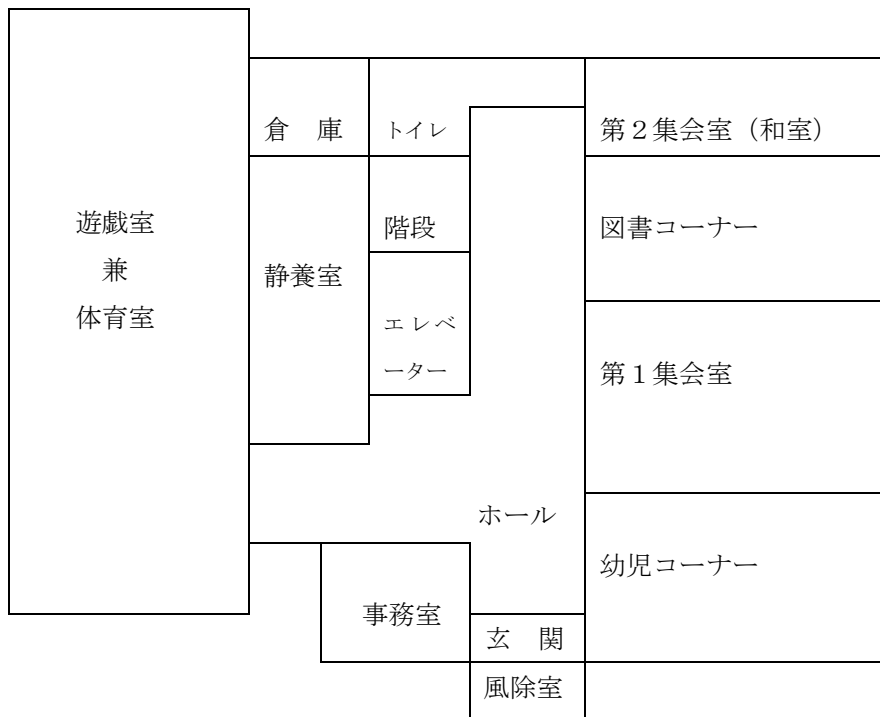 倉　庫
トイレ
第２集会室（和室）
遊戯室
兼
体育室
階段
図書コーナー
静養室
エレベ
ーター
第１集会室
ホール
幼児コーナー
事務室
玄　関
風除室